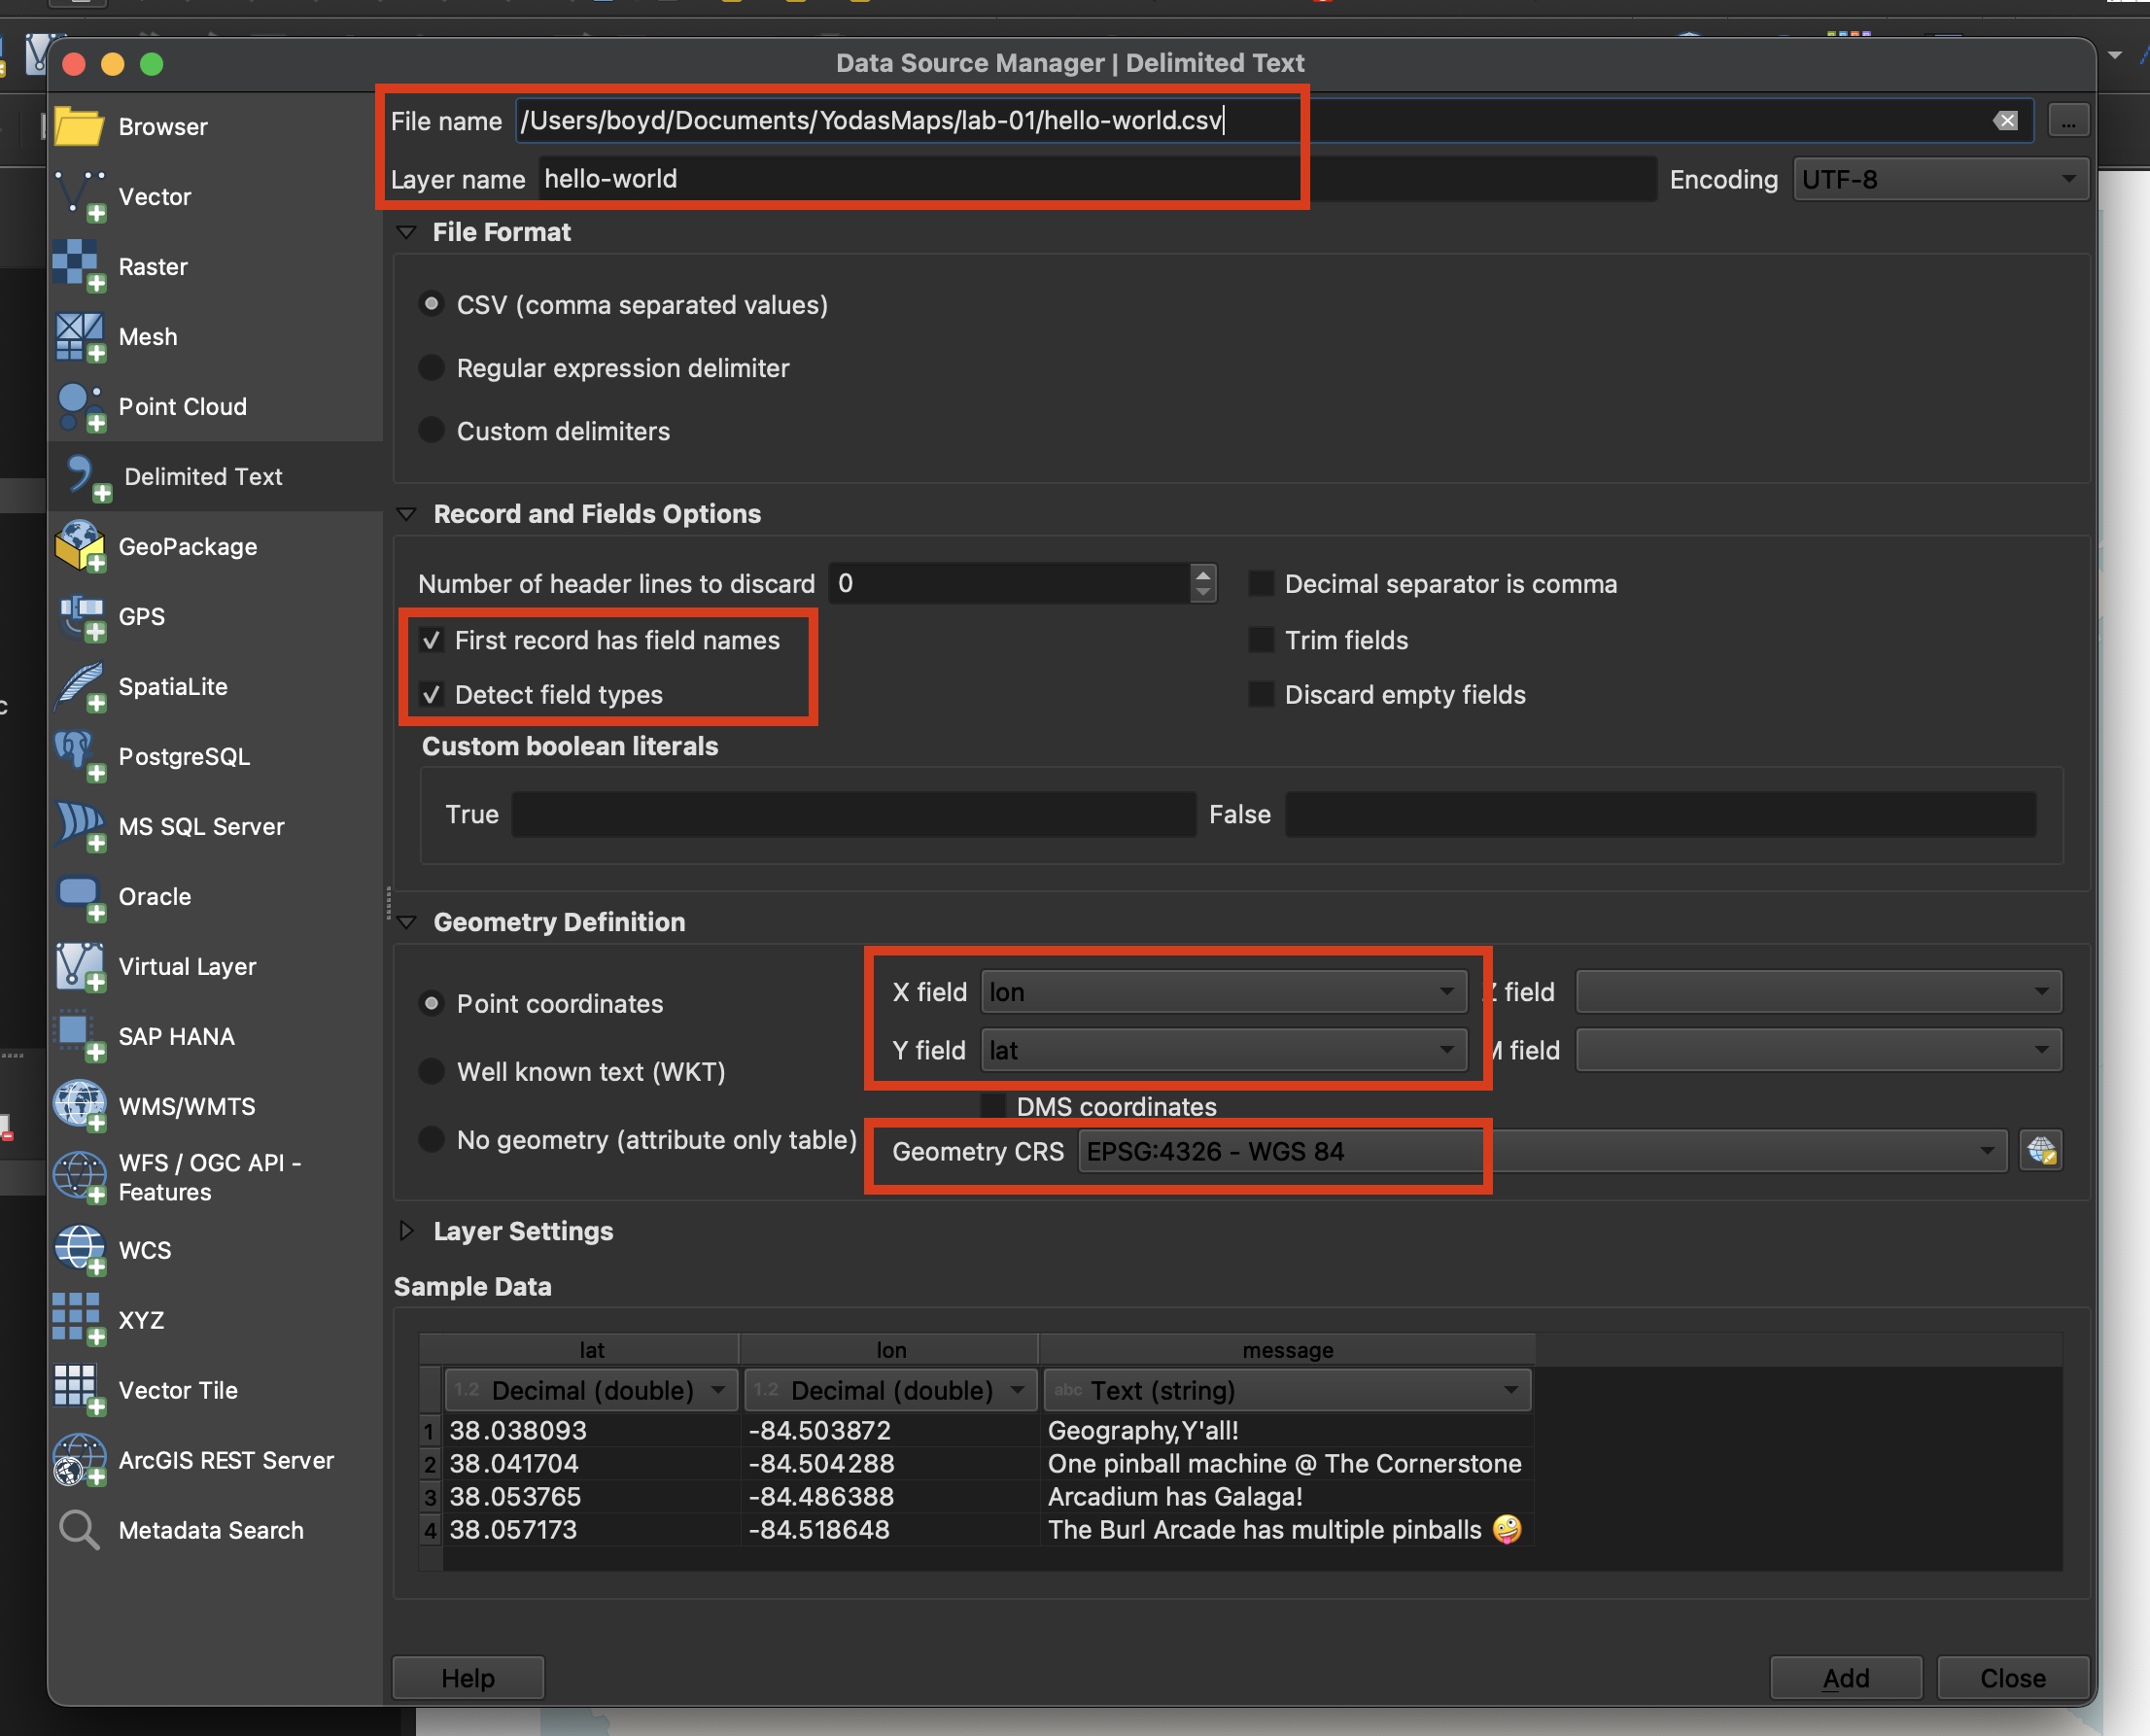 Data Source Manager | Delimited Text
Browser
Vector
Raster
Mesh
Point Cloud
Delimited Text
GeoPackage
GPS
SpatiaLite
PostgreSQL
MS SQL Server
Oracle
Virtual Layer
SAP HANA
WMS/WMTS
WFS / OGC API -
Features
WCS
XYZ
Vector Tile
ArcGIS REST Server
Metadata Search
File name /Users/boyd/Documents/YodasMaps/lab-01/hello-world.csv ...
Layer name hello-world Encoding UTF-8
File Format
CSV (comma separated values)
Regular expression delimiter
Custom delimiters
Record and Fields Options
Number of header lines to discard 0 Decimal separator is comma
First record has field names Trim fields
Detect field types Discard empty fields
Custom boolean literals
True False
Geometry Definition
Point coordinates
Well known text (WKT)
No geometry (attribute only table)
X field lon Z field
Y field lat M field
DMS coordinates
Geometry CRS EPSG:4326 - WGS 84
Layer Settings
Sample Data
lat lon message
1.2 Decimal (double) 1.2 Decimal (double) abc Text (string)
1 38.038093 -84.503872 Geography,Y'all!
2 38.041704 -84.504288 One pinball machine @ The Cornerstone
3 38.053765 -84.486388 Arcadium has Galaga!
4 38.057173 -84.518648 The Burl Arcade has multiple pinballs 🤪
Help Add Close